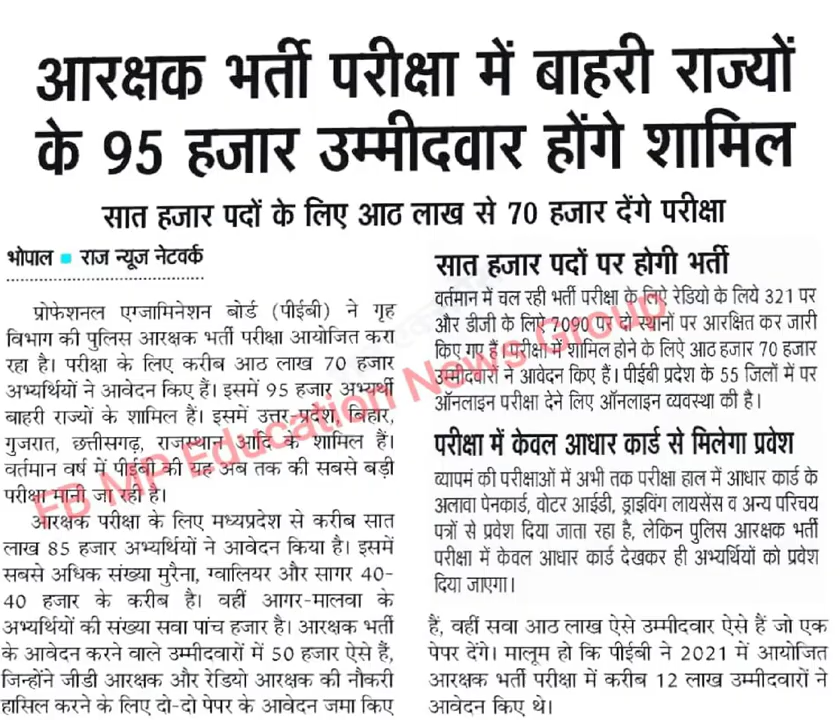 आरक्षक भर्ती परीक्षा में बाहरी राज्यों
के 95 हजार उम्मीदवार होंगे शामिल
सात हजार पदों के लिए आठ लाख से 70 हजार देंगे परीक्षा
भोपाल ■ राज न्यूज नेटवर्क
प्रोफेशनल एग्जामिनेशन बोर्ड (पीईबी) ने गृह
विभाग की पुलिस आरक्षक भर्ती परीक्षा आयोजित करा
रहा है। परीक्षा के लिए करीब आठ लाख 70 हजार
अभ्यर्थियों ने आवेदन किए हैं। इसमें 95 हजार अभ्यर्थी
बाहरी राज्यों के शामिल हैं। इसमें उत्तर-प्रदेश, बिहार,
गुजरात, छत्तीसगढ़, राजस्थान आदि के शामिल हैं।
वर्तमान वर्ष में पीईबी की यह अब तक की सबसे बड़ी
परीक्षा मानी जा रही है।
आरक्षक परीक्षा के लिए मध्यप्रदेश से करीब सात
लाख 85 हजार अभ्यर्थियों ने आवेदन किया है। इसमें
सबसे अधिक संख्या मुरैना, ग्वालियर और सागर 40-
40 हजार के करीब है। वहीं आगर-मालवा के
अभ्यर्थियों की संख्या सवा पांच हजार है। आरक्षक भर्ती
के आवेदन करने वाले उम्मीदवारों में 50 हजार ऐसे हैं,
जिन्होंने जीडी आरक्षक और रेडियो आरक्षक की नौकरी
हासिल करने के लिए दो-दो पेपर के आवेदन जमा किए
सात हजार पदों पर होगी भर्ती
वर्तमान में चल रही भर्ती परीक्षा के लिऐ रेडियो के लिये 321 पर
और डीजी के लिए 7090 पर दो स्थानों पर आरक्षित कर जारी
किए गए हैं। परीक्षा में शामिल होने के लिए आठ हजार 70 हजार
उम्मीदवारों ने आवेदन किए हैं। पीईबी प्रदेश के 55 जिलों में पर
ऑनलाइन परीक्षा देने लिए ऑनलाइन व्यवस्था की है।
परीक्षा में केवल आधार कार्ड से मिलेगा प्रवेश
व्यापमं की परीक्षाओं में अभी तक परीक्षा हाल में आधार कार्ड के
अलावा पेनकार्ड, वोटर आईडी, ड्राइविंग लायसेंस व अन्य परिचय
पत्रों से प्रवेश दिया जाता रहा है, लेकिन पुलिस आरक्षक भर्ती
परीक्षा में केवल आधार कार्ड देखकर ही अभ्यर्थियों को प्रवेश
दिया जाएगा।
हैं, वहीं सवा आठ लाख ऐसे उम्मीदवार ऐसे हैं जो एक
पेपर देंगे। मालूम हो कि पीईबी ने 2021 में आयोजित
आरक्षक भर्ती परीक्षा में करीब 12 लाख उम्मीदवारों ने
आवेदन किए थे।
FB MP Education News Group